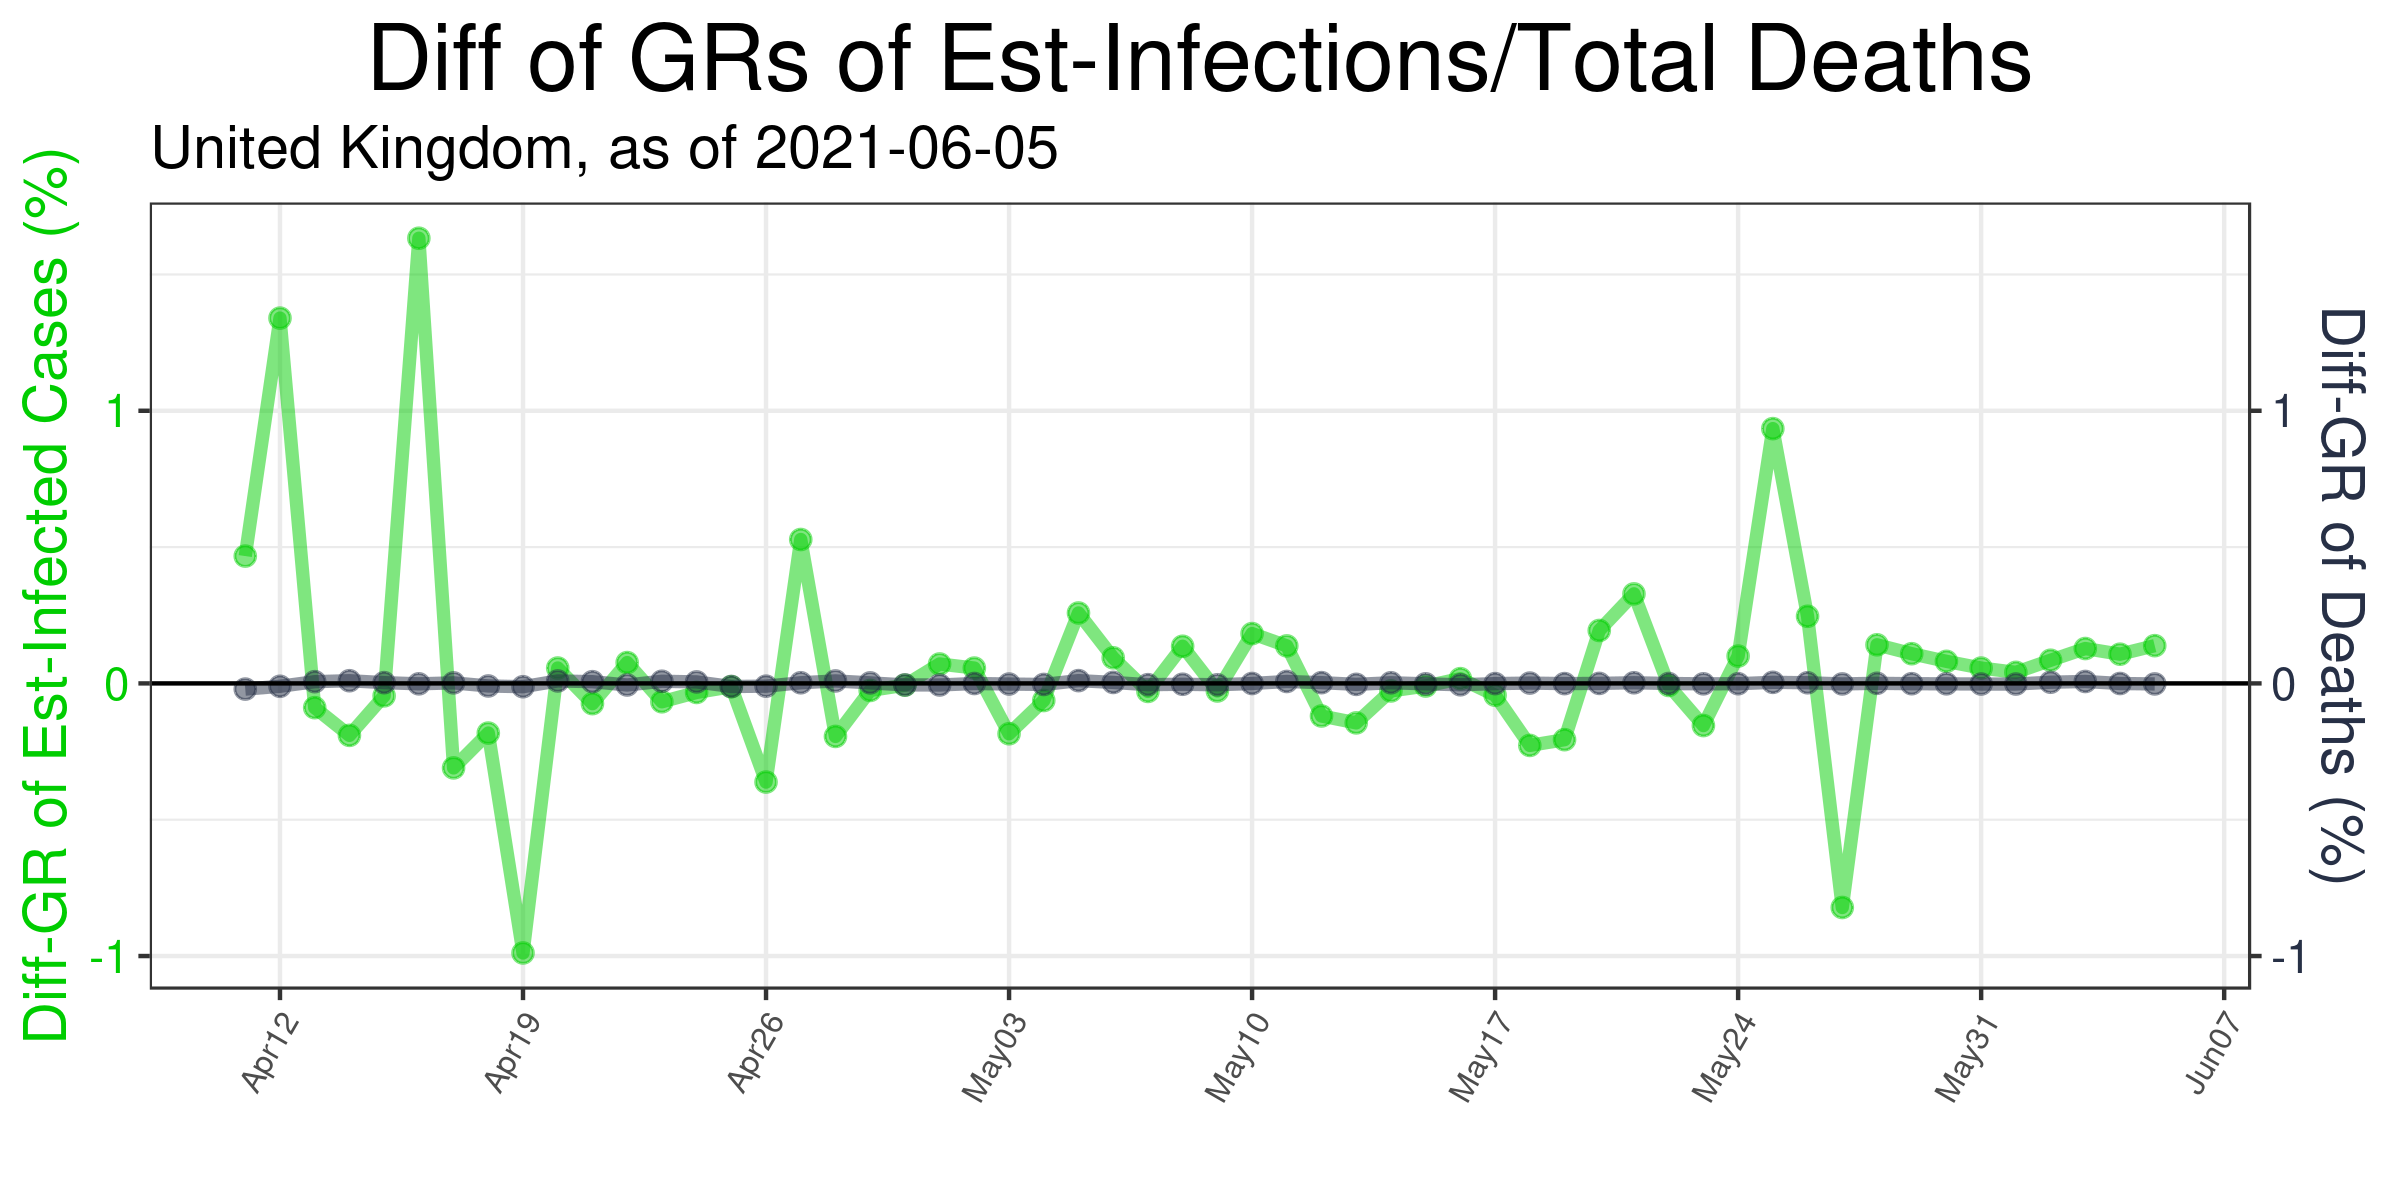 Diff of GRs of Est-Infections/Total Deaths
United Kingdom, as of 2021-06-05
Diff-GR of Est-Infected Cases (%)
1
0
-1
1
0
-1
Diff-GR of Deaths (%)
Apr12
Apr19
Apr26
May03
May10
May17
May24
May31
Jun07